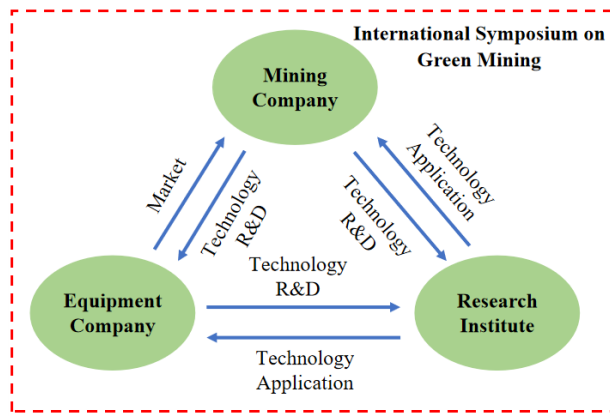 International Symposium on
Green Mining
Mining
Company
Market
Technology
R&D
Technology
R&D
Technology
Application
Technology
R&D
Equipment
Company
Research
Institute
Technology
Application